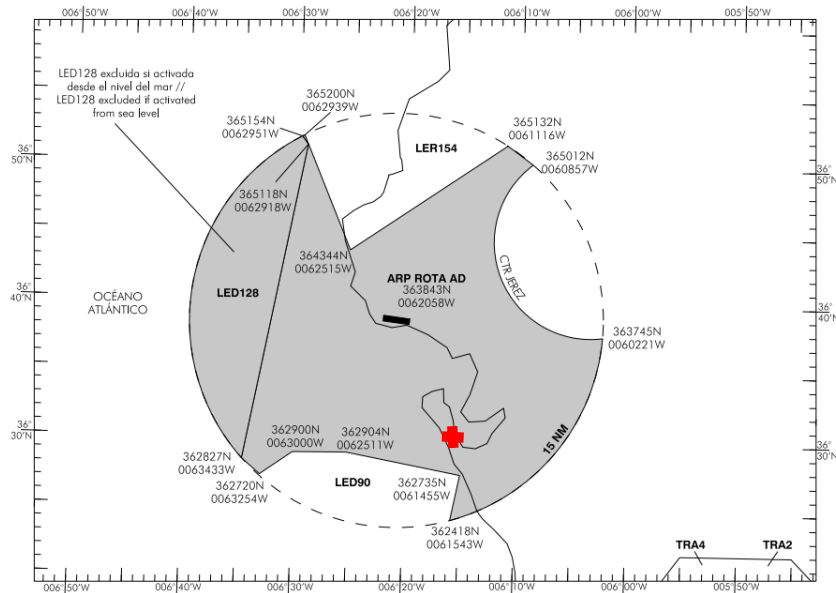 006°50'W
006°40'W
006°30'W
006°20'W
006°10'W
006°00'W
005°50'W
LED128 excluida si activada
desde el nivel del mar //
LED128 excluded if activated
from sea level
365200N
0062939W
365154N
0062951W
365132N
0061116W
LER154
36°
50'N
365012N
0060857W
36°
50'N
365118N
0062918W
364344N
0062515W
CTR JEREZ
ARP ROTA AD
363843N
0062058W
OCÉANO
ATLÁNTICO
LED128
36°
40'N
36°
40'N
363745N
0060221W
36°
30'N
362900N
0063000W
362904N
0062511W
15 NM
36°
30'N
362827N
0063433W
362720N
0063254W
LED90
362735N
0061455W
362418N
0061543W
TRA4
TRA2
006°50'W
006°40'W
006°30'W
006°20'W
006°10'W
006°00'W
005°50'W